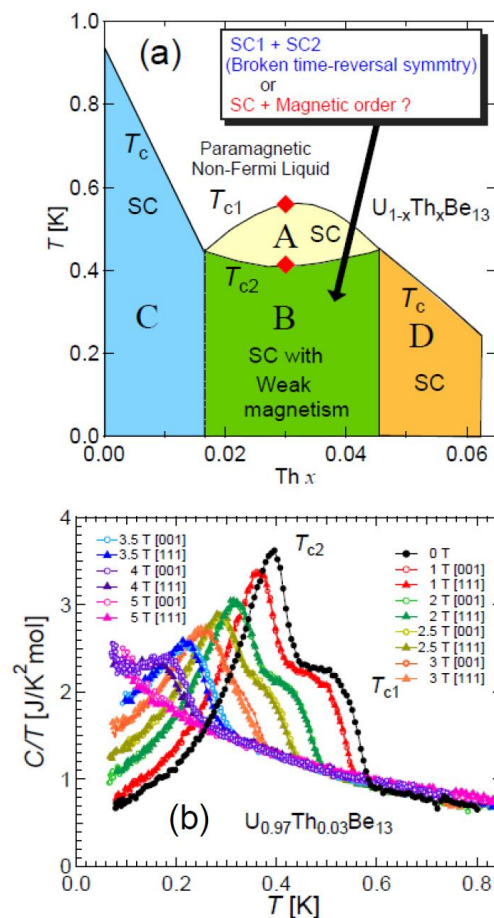 (a)
SC1 + SC2
(Broken time-reversal symmtry)
or
SC + Magnetic order ?
Paramagnetic
Non-Fermi Liquid
Tc
SC
Tc1
A SC
U1-xThxBe13
Tc2
C
B
SC with
Weak
magnetism
Tc
D
SC
T [K]
1.0
0.8
0.6
0.4
0.2
0.0
0.00 0.02 0.04 0.06
Th x
4
3
2
1
0
C/T [J/K2 mol]
3.5 T [001]
3.5 T [111]
4 T [001]
4 T [111]
5 T [001]
5 T [111]
Tc2
0 T
1 T [001]
1 T [111]
2 T [001]
2 T [111]
2.5 T [001]
2.5 T [111]
3 T [001]
3 T [111]
Tc1
(b)
U0.97Th0.03Be13
0.0 0.2 0.4 0.6 0.8
T [K]